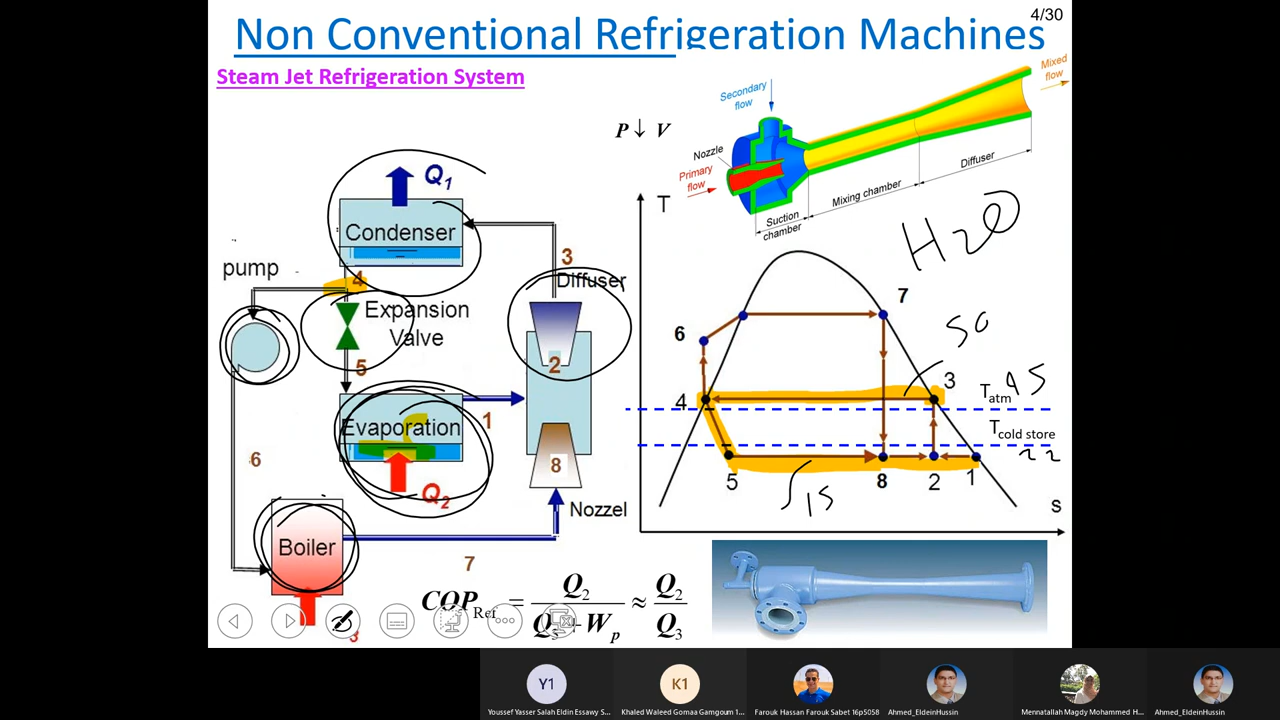 4/30
Non Conventional Refrigeration Machines
Steam Jet Refrigeration System
Mixed
flow
Secondary
flow
P↓ V
Nozzle
Primary
flow
Diffuser
Mixing chamber
Suction
chamber
H2O
Q1
Condenser
T
pump
3
4
Diffuser
7
Expansion
Valve
6
50
2
5
4
3
Tatm 45
Evaporation
1
Tcold store
22
6
8
5
8
2
1
15
s
Q2
Nozzel
Boiler
7
COP Ref = Q2 / Q3 + Wp ≈ Q2 / Q3
Y1
K1
Youssef Yasser Salah Eldin Essawy S...
Khaled Waleed Gomaa Gamgoum 1...
Farouk Hassan Farouk Sabet 16p5058
Ahmed_EldeinHussin
Mennatallah Magdy Mohammed H...
Ahmed_EldeinHussin